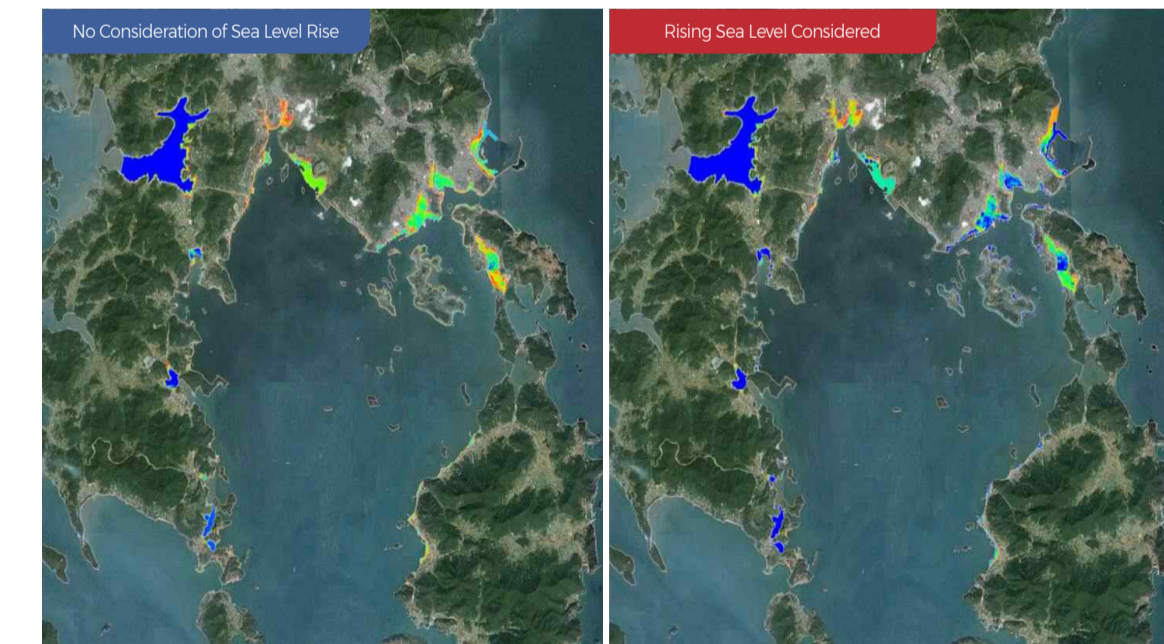 No Consideration of Sea Level Rise
Rising Sea Level Considered